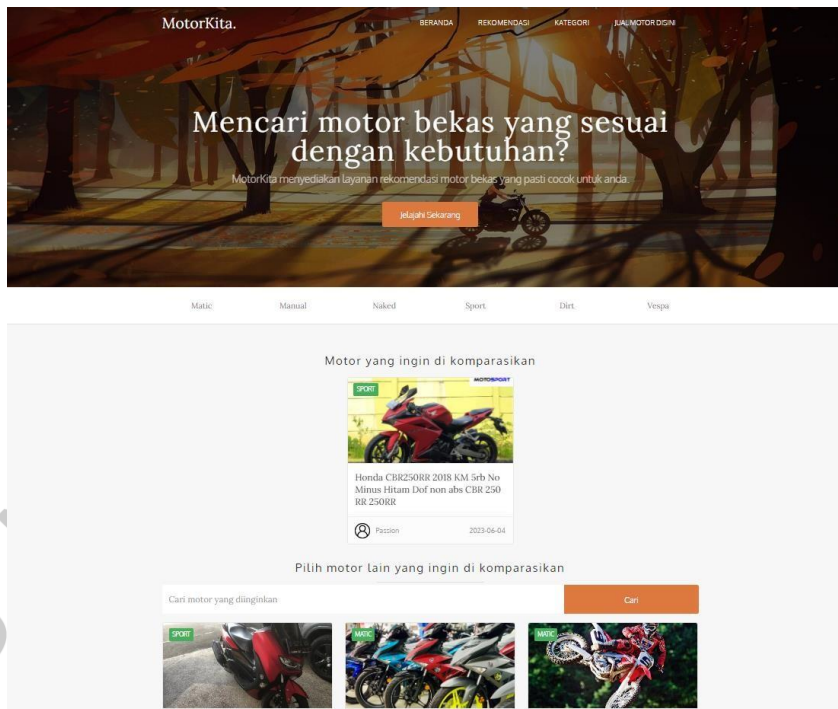 MotorKita.
BERANDA REKOMENDASI KATEGORI JUAL MOTOR DISINI
Mencari motor bekas yang sesuai
dengan kebutuhan?
MotorKita menyediakan layanan rekomendasi motor bekas yang pasti cocok untuk anda.
Jelajahi Sekarang
Matic Manual Naked Sport Dirt Vespa
Motor yang ingin di komparasikan
SPORT
MOTOSPORT
Honda CBR250RR 2018 KM 5rb No
Minus Hitam Dof non abs CBR 250
RR 250RR
Passion 2023-06-04
Pilih motor lain yang ingin di komparasikan
Cari motor yang diinginkan
Cari
SPORT MATIC MATIC